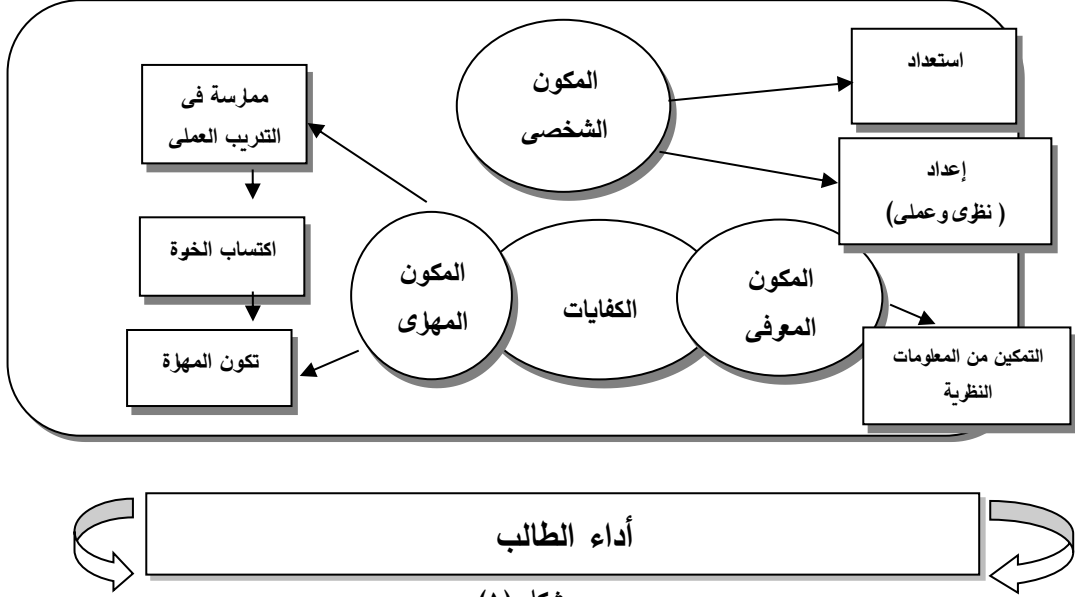 استعداد
المكون
الشخصى
ممارسة فى
التدريب العملى
إعداد
( نظرى وعملى)
اكتساب الخبرة
المكون
المهارى
الكفايات
المكون
المعرفى
تكون المهارة
التمكين من المعلومات
النظرية
أداء الطالب